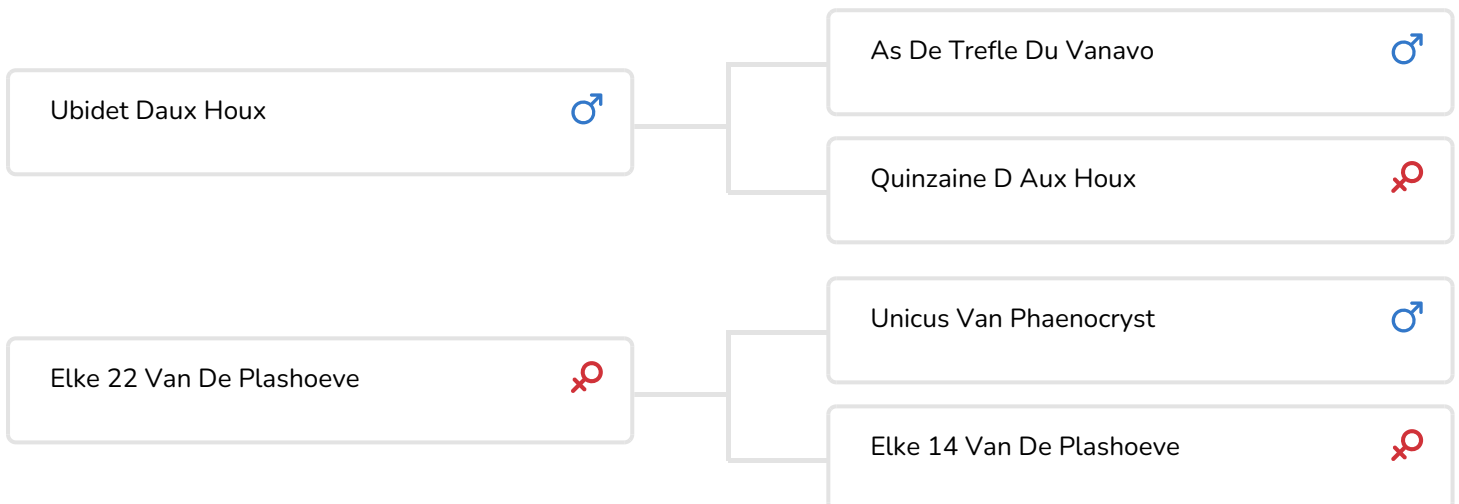 As De Trefle Du Vanavo
Ubidet Daux Houx
Quinzaine D Aux Houx
Unicus Van Phaenocryst
Elke 22 Van De Plashoeve
Elke 14 Van De Plashoeve